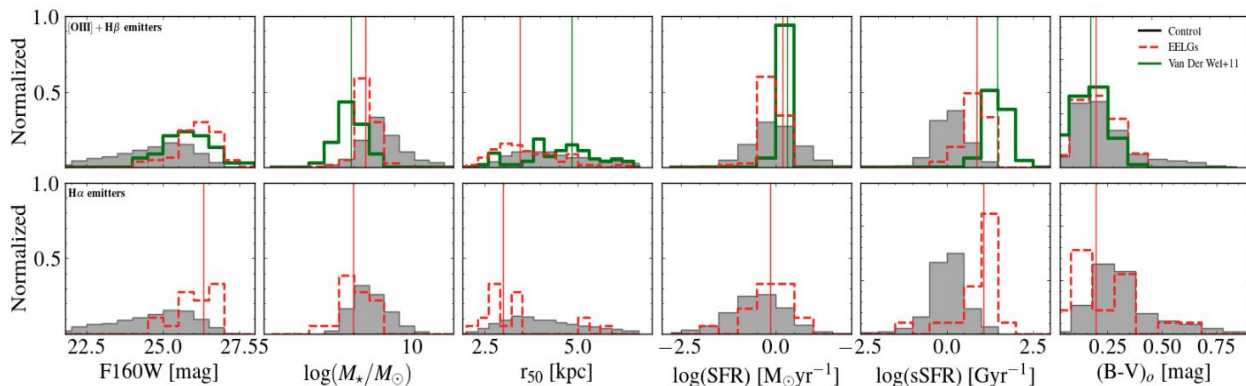 [OIII] + Hβ emitters
Normalized
1.0
0.5
Control
EELGs
Van Der Wel+11
Hα emitters
Normalized
1.0
0.5
22.5 25.0 27.55 10 2.5 5.0 −2.5 0.0 −2.5 0.0 2.5 0.25 0.50 0.75
F160W [mag] log(M⋆/M⊙) r50 [kpc] log(SFR) [M⊙yr−1] log(sSFR) [Gyr−1] (B-V)o [mag]